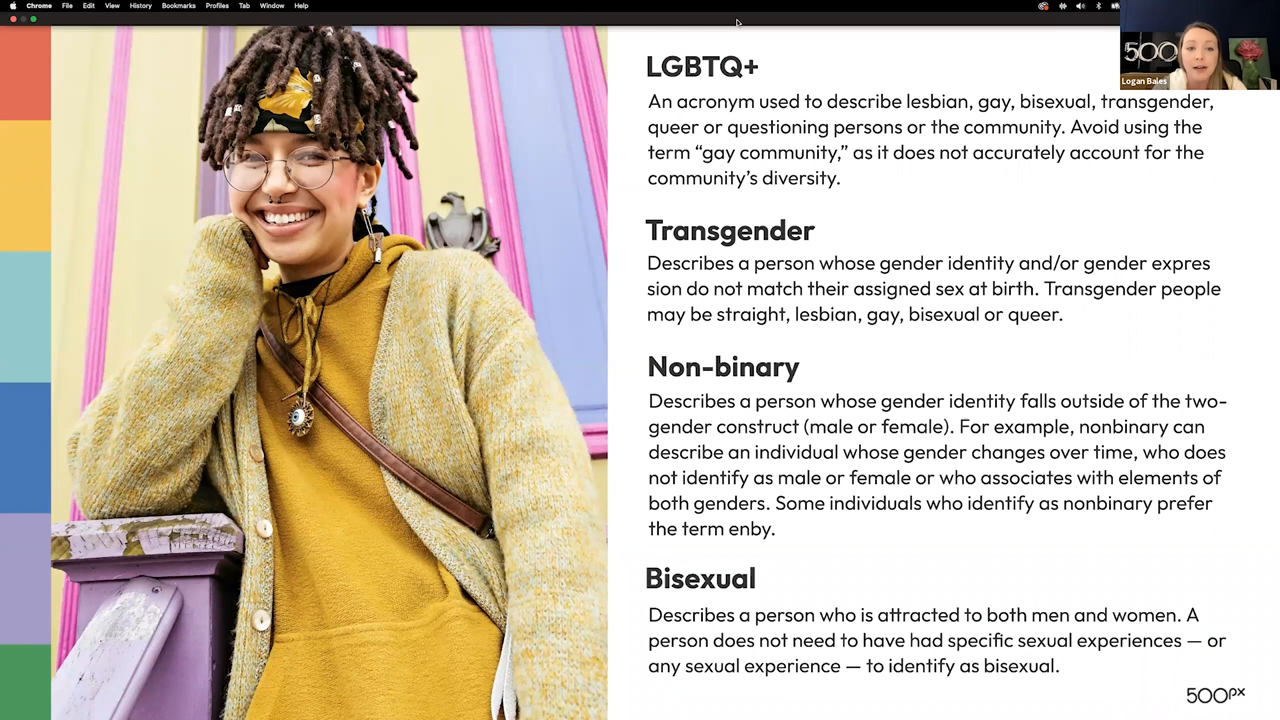 Chrome File Edit View History Bookmarks Profiles Tab Window Help
500
Logan Bales
LGBTQ+
An acronym used to describe lesbian, gay, bisexual, transgender,
queer or questioning persons or the community. Avoid using the
term “gay community,” as it does not accurately account for the
community’s diversity.
Transgender
Describes a person whose gender identity and/or gender expres
sion do not match their assigned sex at birth. Transgender people
may be straight, lesbian, gay, bisexual or queer.
Non-binary
Describes a person whose gender identity falls outside of the two-
gender construct (male or female). For example, nonbinary can
describe an individual whose gender changes over time, who does
not identify as male or female or who associates with elements of
both genders. Some individuals who identify as nonbinary prefer
the term enby.
Bisexual
Describes a person who is attracted to both men and women. A
person does not need to have had specific sexual experiences — or
any sexual experience — to identify as bisexual.
500px